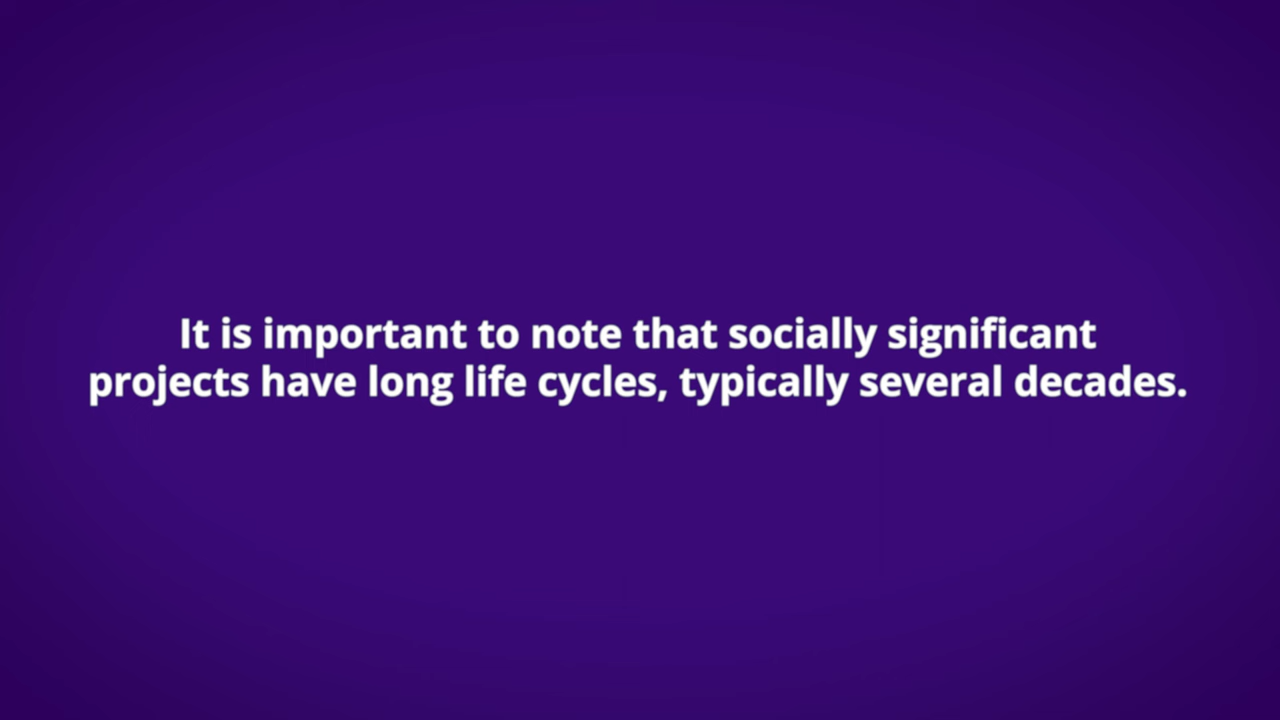 It is important to note that socially significant
projects have long life cycles, typically several decades.